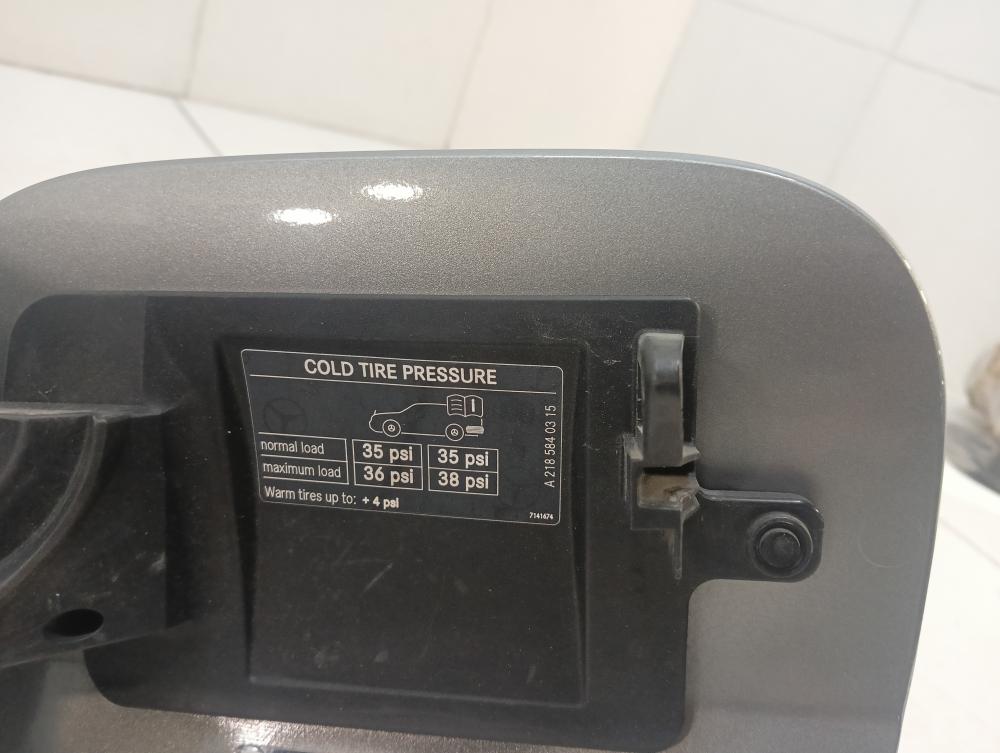 COLD TIRE PRESSURE
normal load 35 psi 35 psi
maximum load 36 psi 38 psi
Warm tires up to: + 4 psi
7141674
A 218 584 03 15